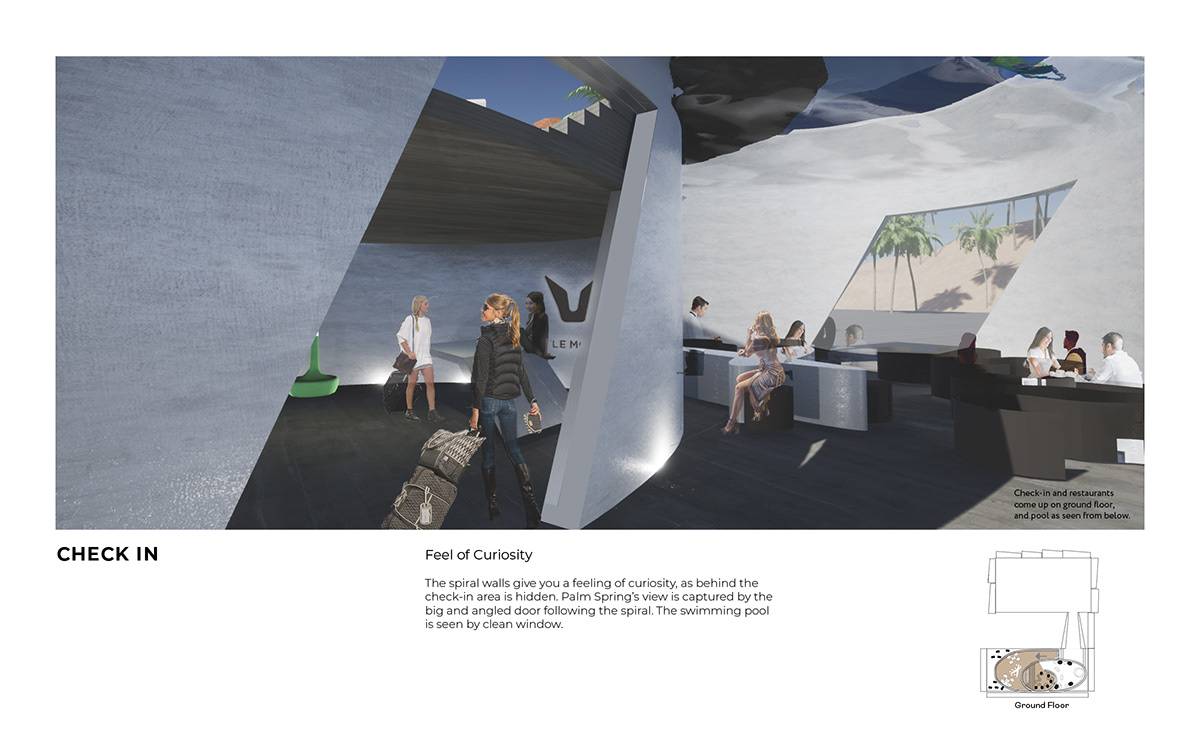 LE M
Check-in and restaurants
come up on ground floor,
and pool as seen from below.
CHECK IN
Feel of Curiosity
The spiral walls give you a feeling of curiosity, as behind the
check-in area is hidden. Palm Spring's view is captured by the
big and angled door following the spiral. The swimming pool
is seen by clean window.
Ground Floor